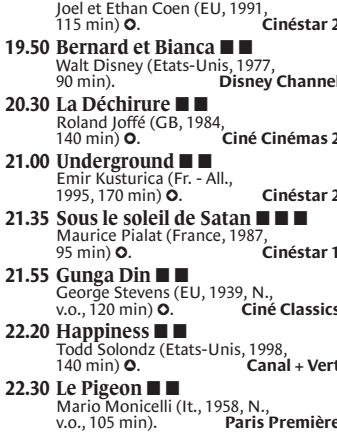 Joel et Ethan Coen (EU, 1991,
115 min) ✪. Cinéstar 2
19.50 Bernard et Bianca ■ ■
Walt Disney (Etats-Unis, 1977,
90 min). Disney Channel
20.30 La Déchirure ■ ■
Roland Joffé (GB, 1984,
140 min) ✪. Ciné Cinémas 2
21.00 Underground ■ ■
Emir Kusturica (Fr. - All.,
1995, 170 min) ✪. Cinéstar 2
21.35 Sous le soleil de Satan ■ ■ ■
Maurice Pialat (France, 1987,
95 min) ✪. Cinéstar 1
21.55 Gunga Din ■ ■
George Stevens (EU, 1939, N.,
v.o., 120 min) ✪. Ciné Classics
22.20 Happiness ■ ■
Todd Solondz (Etats-Unis, 1998,
140 min) ✪. Canal + Vert
22.30 Le Pigeon ■ ■
Mario Monicelli (It., 1958, N.,
v.o., 105 min). Paris Première